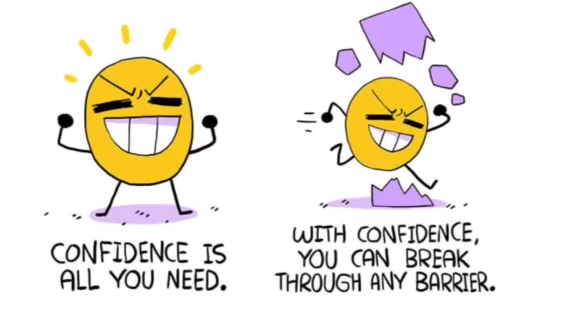 CONFIDENCE IS
ALL YOU NEED.
WITH CONFIDENCE,
YOU CAN BREAK
THROUGH ANY BARRIER.